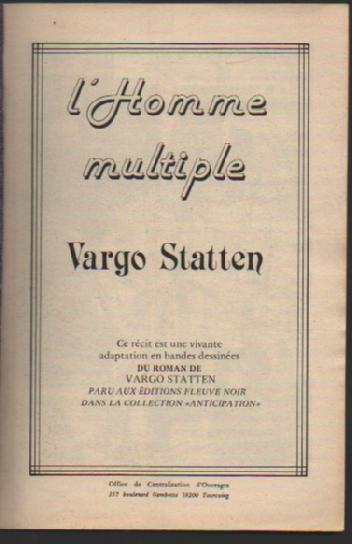 l'Homme
multiple
Vargo Statten
Ce récit est une vivante
adaptation en bandes dessinées
DU ROMAN DE
VARGO STATTEN
PARU AUX ÉDITIONS FLEUVE NOIR
DANS LA COLLECTION «ANTICIPATION»
Office de Centralisation d'Ouvrages
317 boulevard Gambetta 59200 Tourcoing